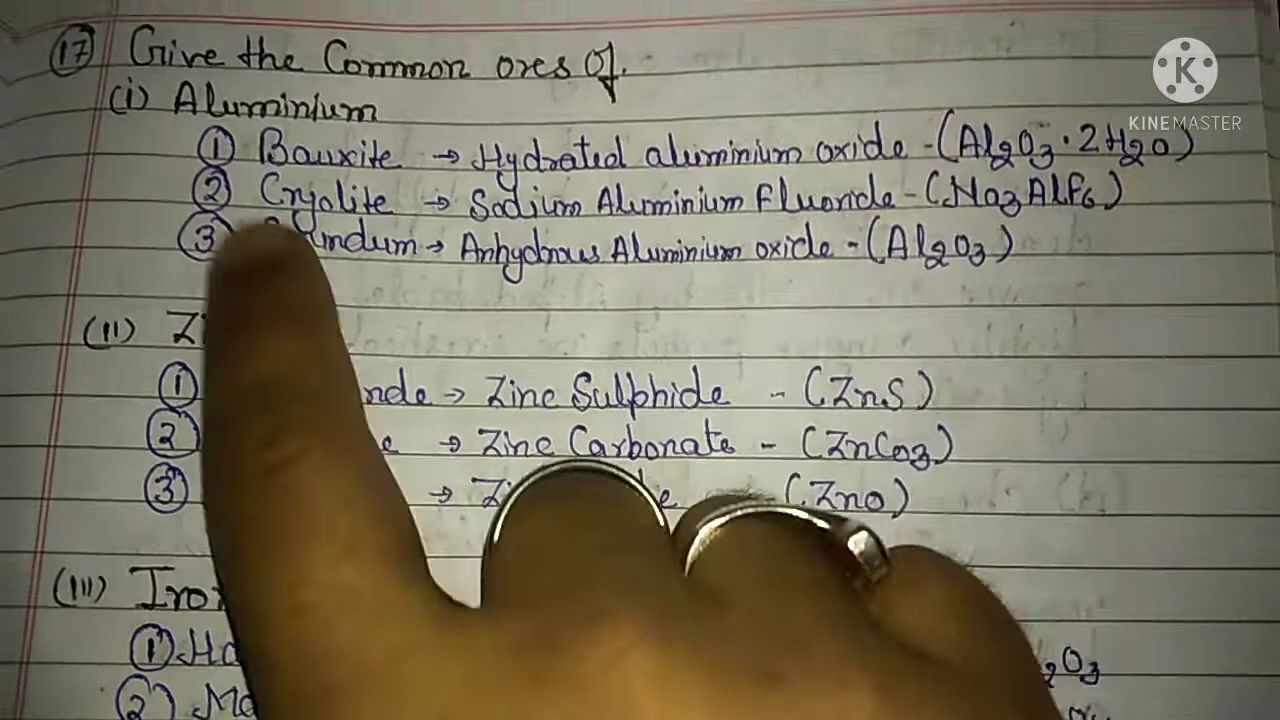 (17) Give the Common ores of.
(i) Aluminium
① Bauxite → Hydrated aluminium oxide - (Al2O3·2H2O)
② Cryolite → Sodium Aluminium Fluoride - (Na3AlF6)
③ → Anhydrous Aluminium oxide - (Al2O3)
(II)
① → Zinc Sulphide - (ZnS)
② → Zinc Carbonate - (ZnCo3)
③ → (Zno)
(III)
①
②
KINEMASTER